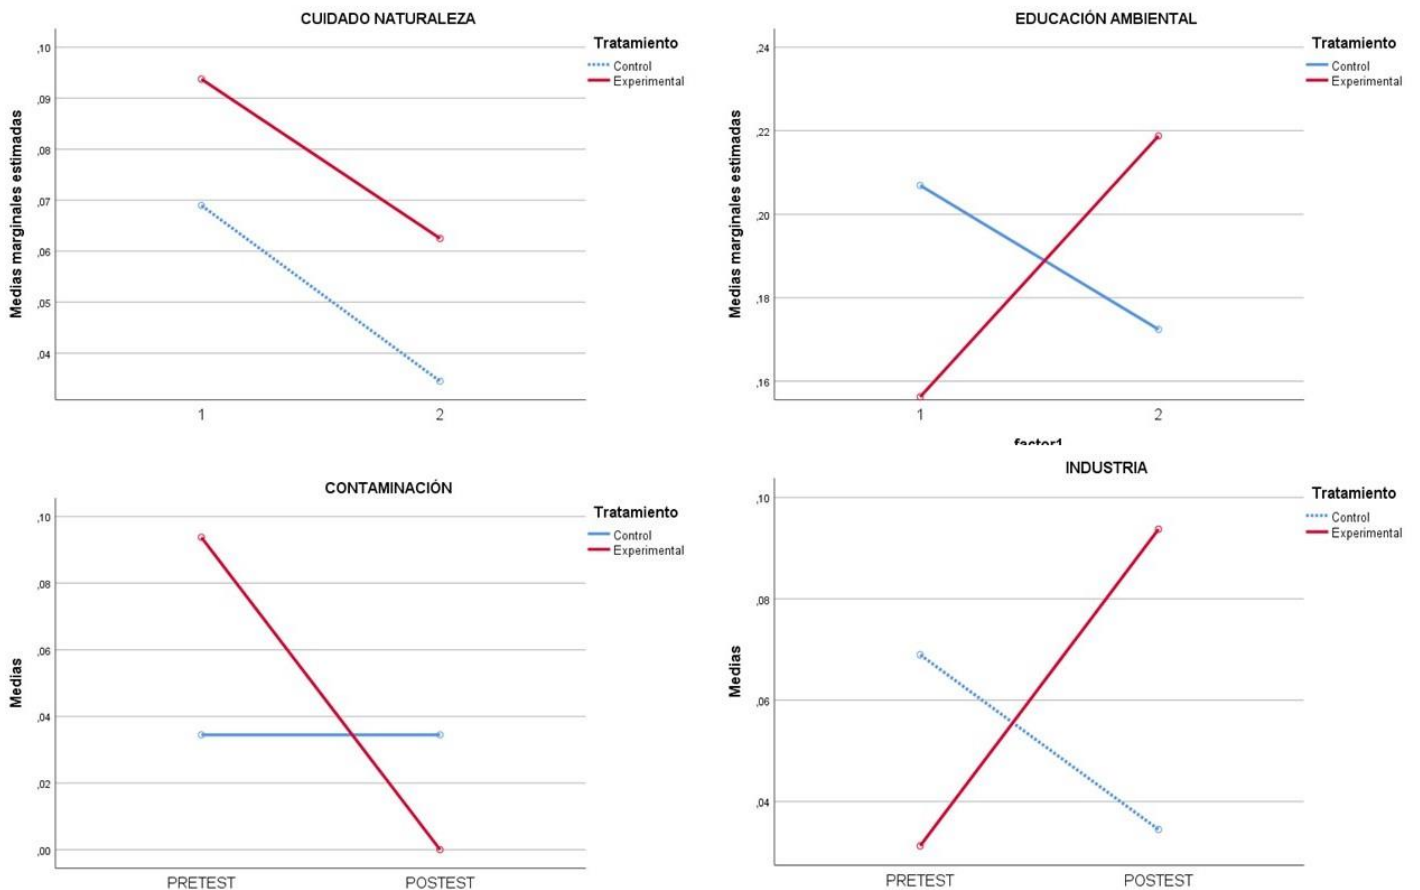 CUIDADO NATURALEZA
Medias marginales estimadas
,10
,09
,08
,07
,06
,05
,04
1
2
Tratamiento
Control
Experimental
EDUCACIÓN AMBIENTAL
Medias marginales estimadas
,24
,22
,20
,18
,16
1
2
factor1
Tratamiento
Control
Experimental
CONTAMINACIÓN
Medias
,10
,08
,06
,04
,02
,00
PRETEST
POSTEST
Tratamiento
Control
Experimental
INDUSTRIA
Medias
,10
,08
,06
,04
PRETEST
POSTEST
Tratamiento
Control
Experimental